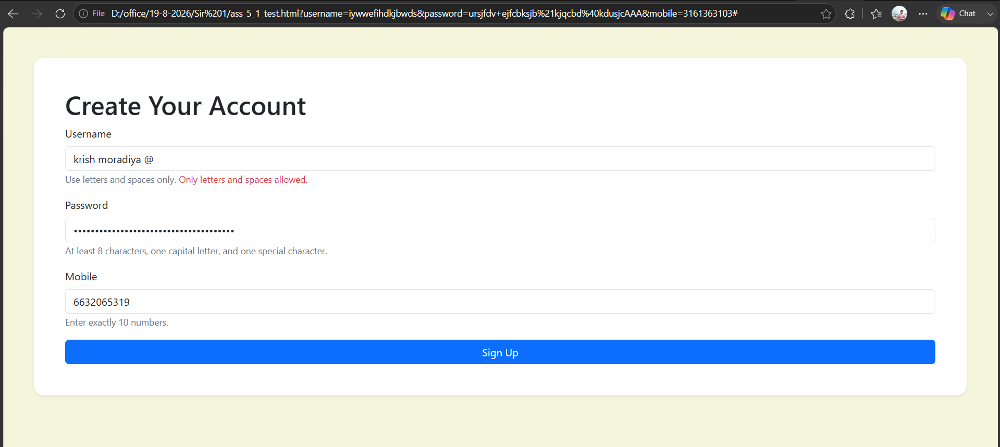 File D:/office/19-8-2026/Sir%201/ass_5_1_test.html?username=iywwefihdkjbwds&password=ursjfdv+ejfcbksjb%21kjqcbd%40kdusjcAAA&mobile=3161363103# Chat
Create Your Account
Username
krish moradiya @
Use letters and spaces only. Only letters and spaces allowed.
Password
••••••••••••••••••••••••••••••••••••••
At least 8 characters, one capital letter, and one special character.
Mobile
6632065319
Enter exactly 10 numbers.
Sign Up